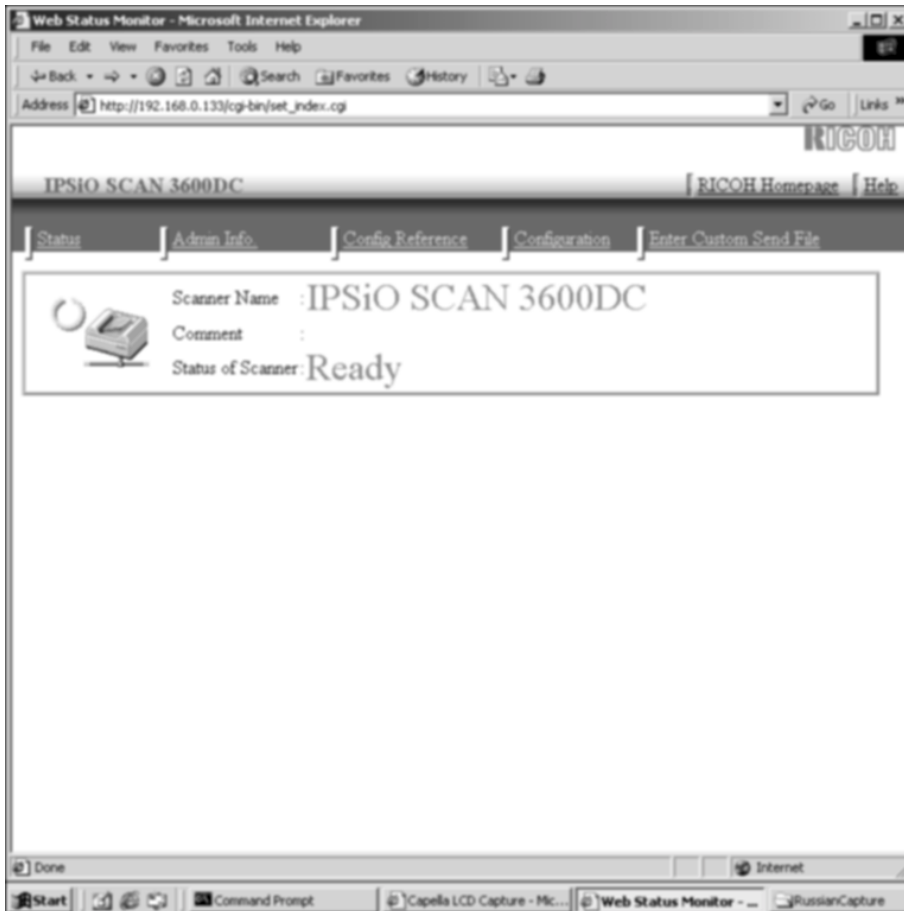 Web Status Monitor - Microsoft Internet Explorer
File Edit View Favorites Tools Help
Back Search Favorites History
Address http://192.168.0.133/cgi-bin/set_index.cgi Go Links »
RICOH
IPSiO SCAN 3600DC RICOH Homepage Help
Status Admin Info. Config Reference Configuration Enter Custom Send File
Scanner Name : IPSiO SCAN 3600DC
Comment :
Status of Scanner : Ready
Done Internet
Start Command Prompt Capella LCD Capture - Mic... Web Status Monitor - ... RussianCapture